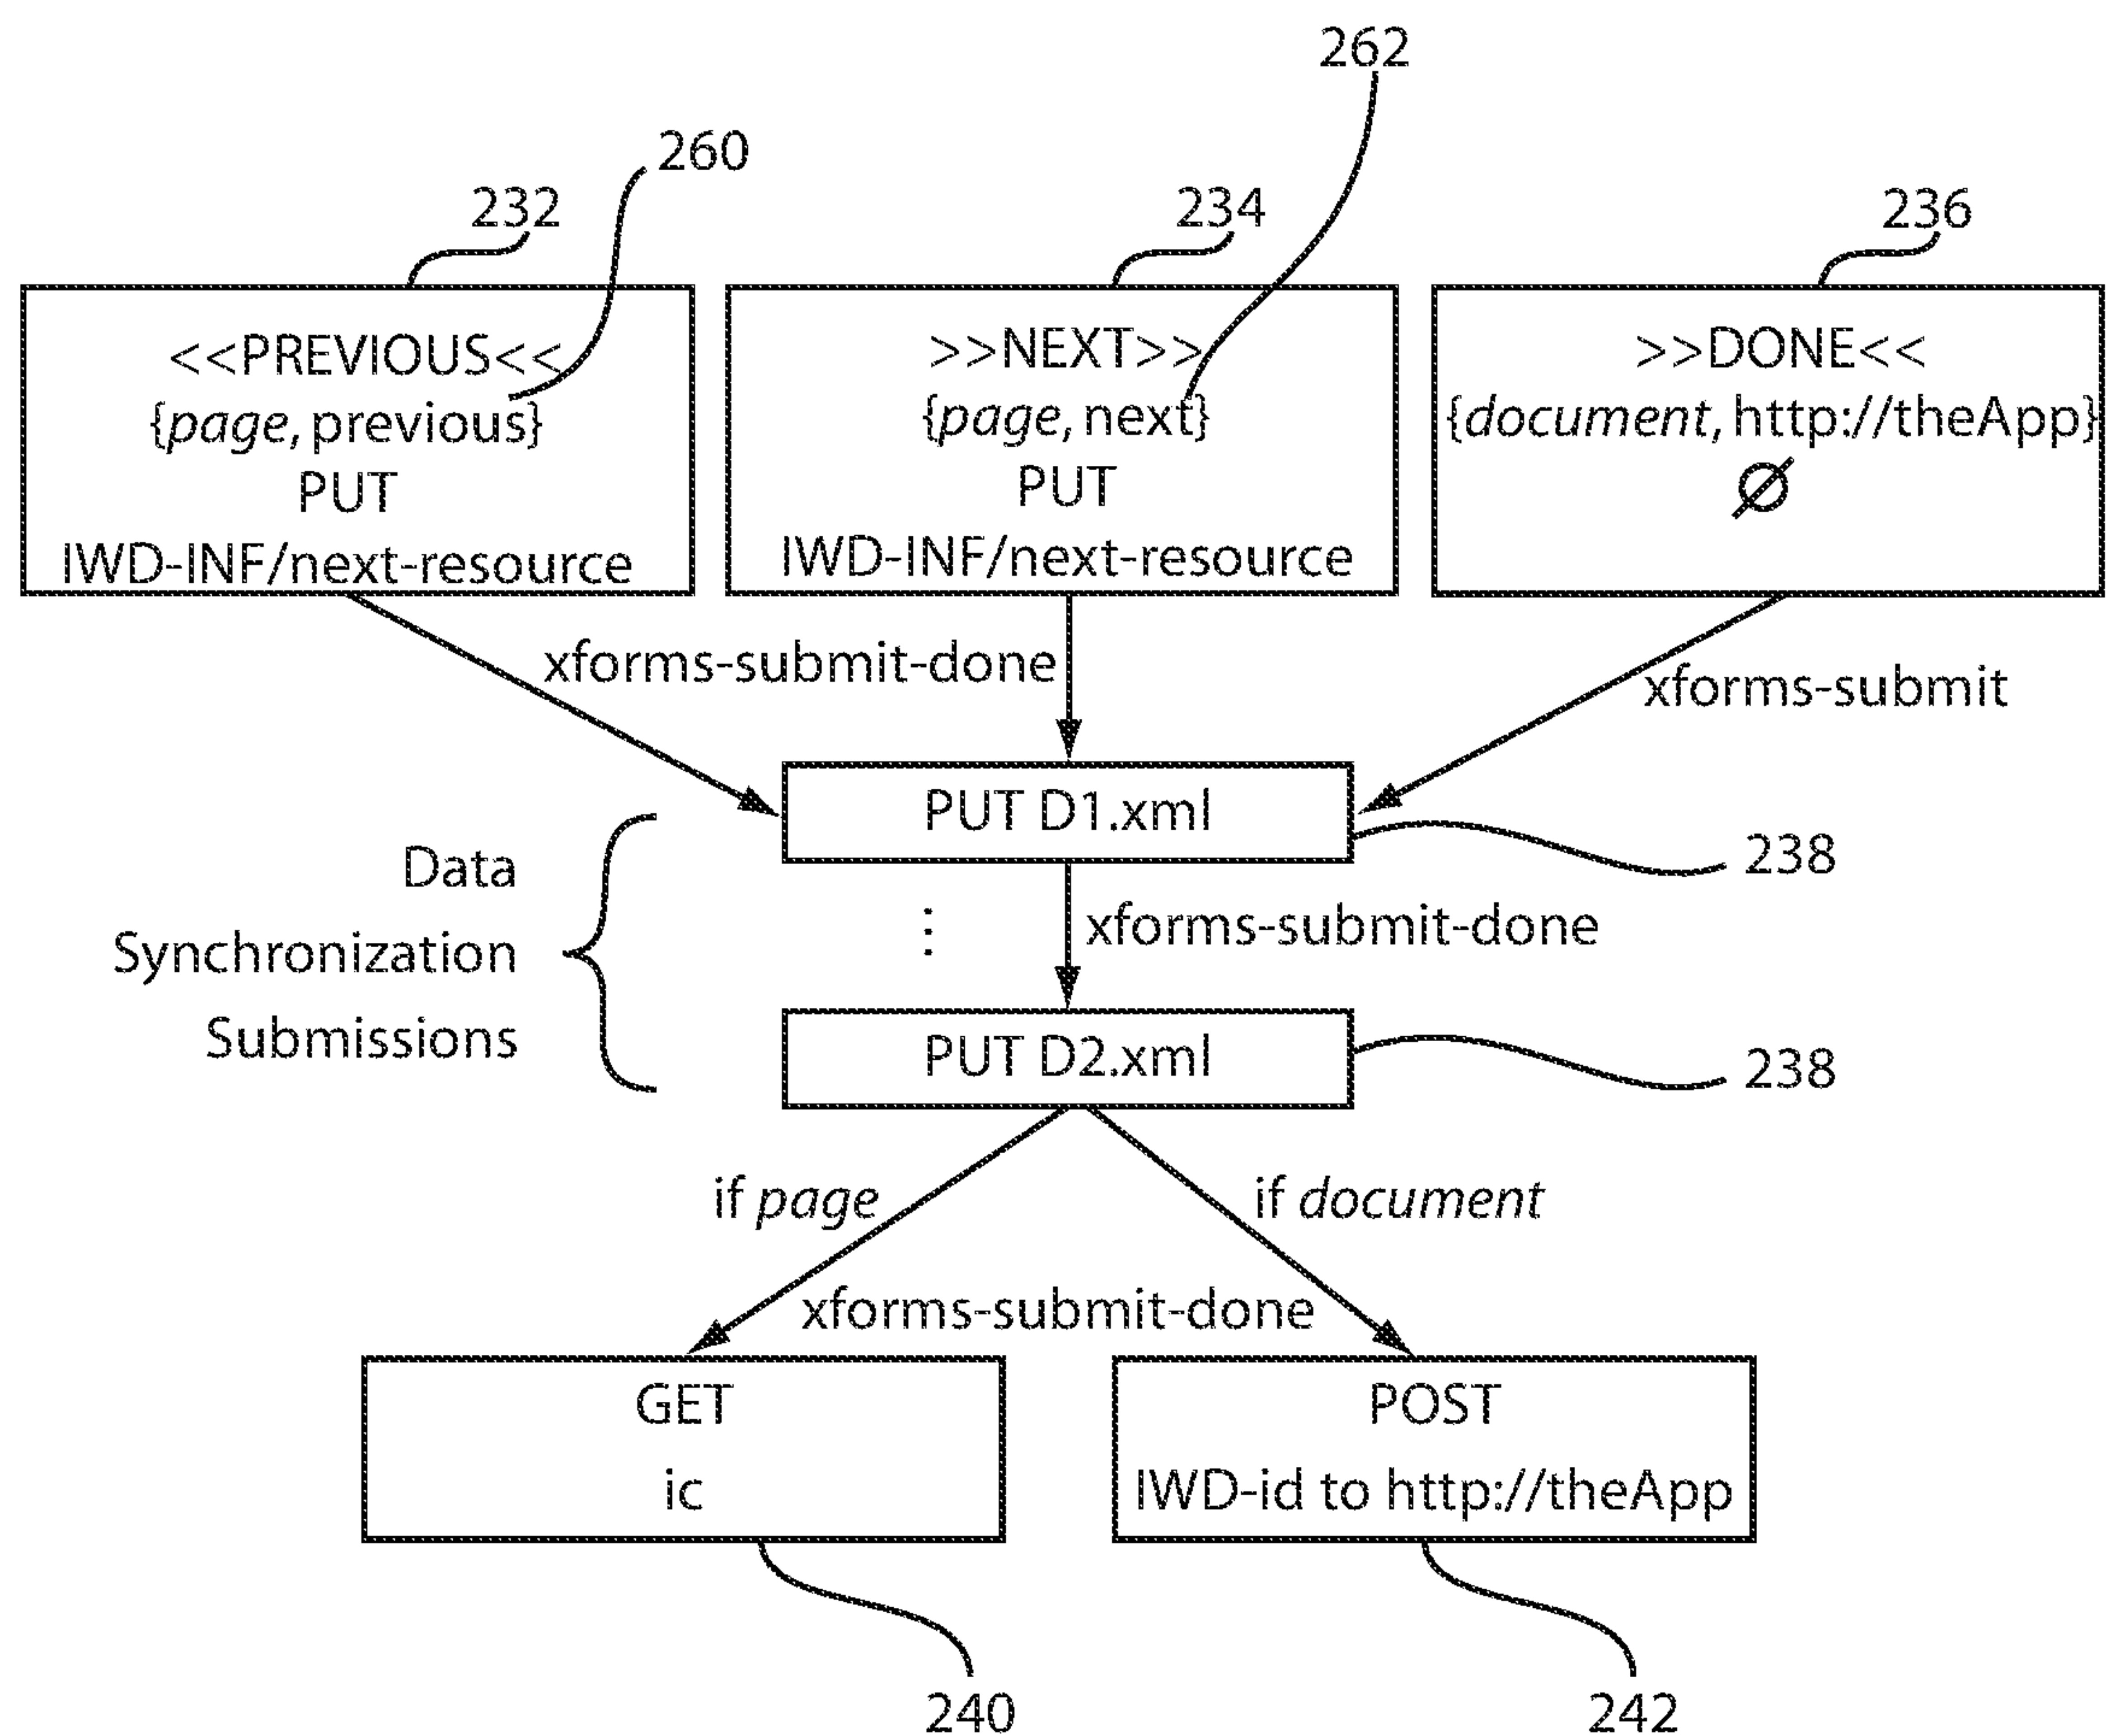 262
260
232
234
236
<<PREVIOUS<<
{page, previous}
PUT
IWD-INF/next-resource
>>NEXT>>
{page, next}
PUT
IWD-INF/next-resource
>>DONE<<
{document, http://theApp}
∅
xforms-submit-done
xforms-submit
PUT D1.xml
238
Data
Synchronization
Submissions
⋮
xforms-submit-done
PUT D2.xml
238
if page
if document
xforms-submit-done
GET
ic
POST
IWD-id to http://theApp
240
242